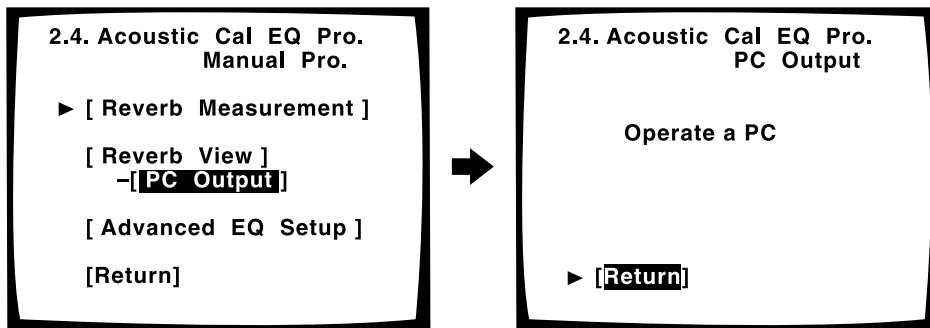 2.4. Acoustic Cal EQ Pro.
Manual Pro.
► [ Reverb Measurement ]
[ Reverb View ]
–[ PC Output ]
[ Advanced EQ Setup ]
[Return]
2.4. Acoustic Cal EQ Pro.
PC Output
Operate a PC
► [Return]